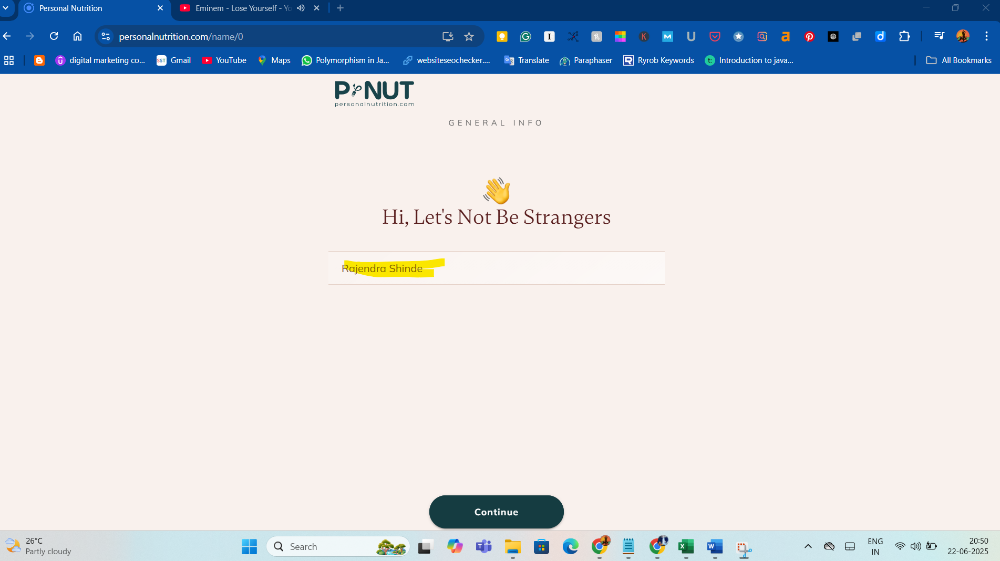 Personal Nutrition
Eminem - Lose Yourself - Yo
personalnutrition.com/name/0
digital marketing co...
SST Gmail
YouTube
Maps
Polymorphism in Ja...
websiteseochecker....
Translate
Paraphaser
Ryrob Keywords
Introduction to java...
All Bookmarks
P NUT
personalnutrition.com
GENERAL INFO
Hi, Let's Not Be Strangers
Rajendra Shinde
Continue
26°C
Partly cloudy
Search
ENG
IN
20:50
22-06-2025